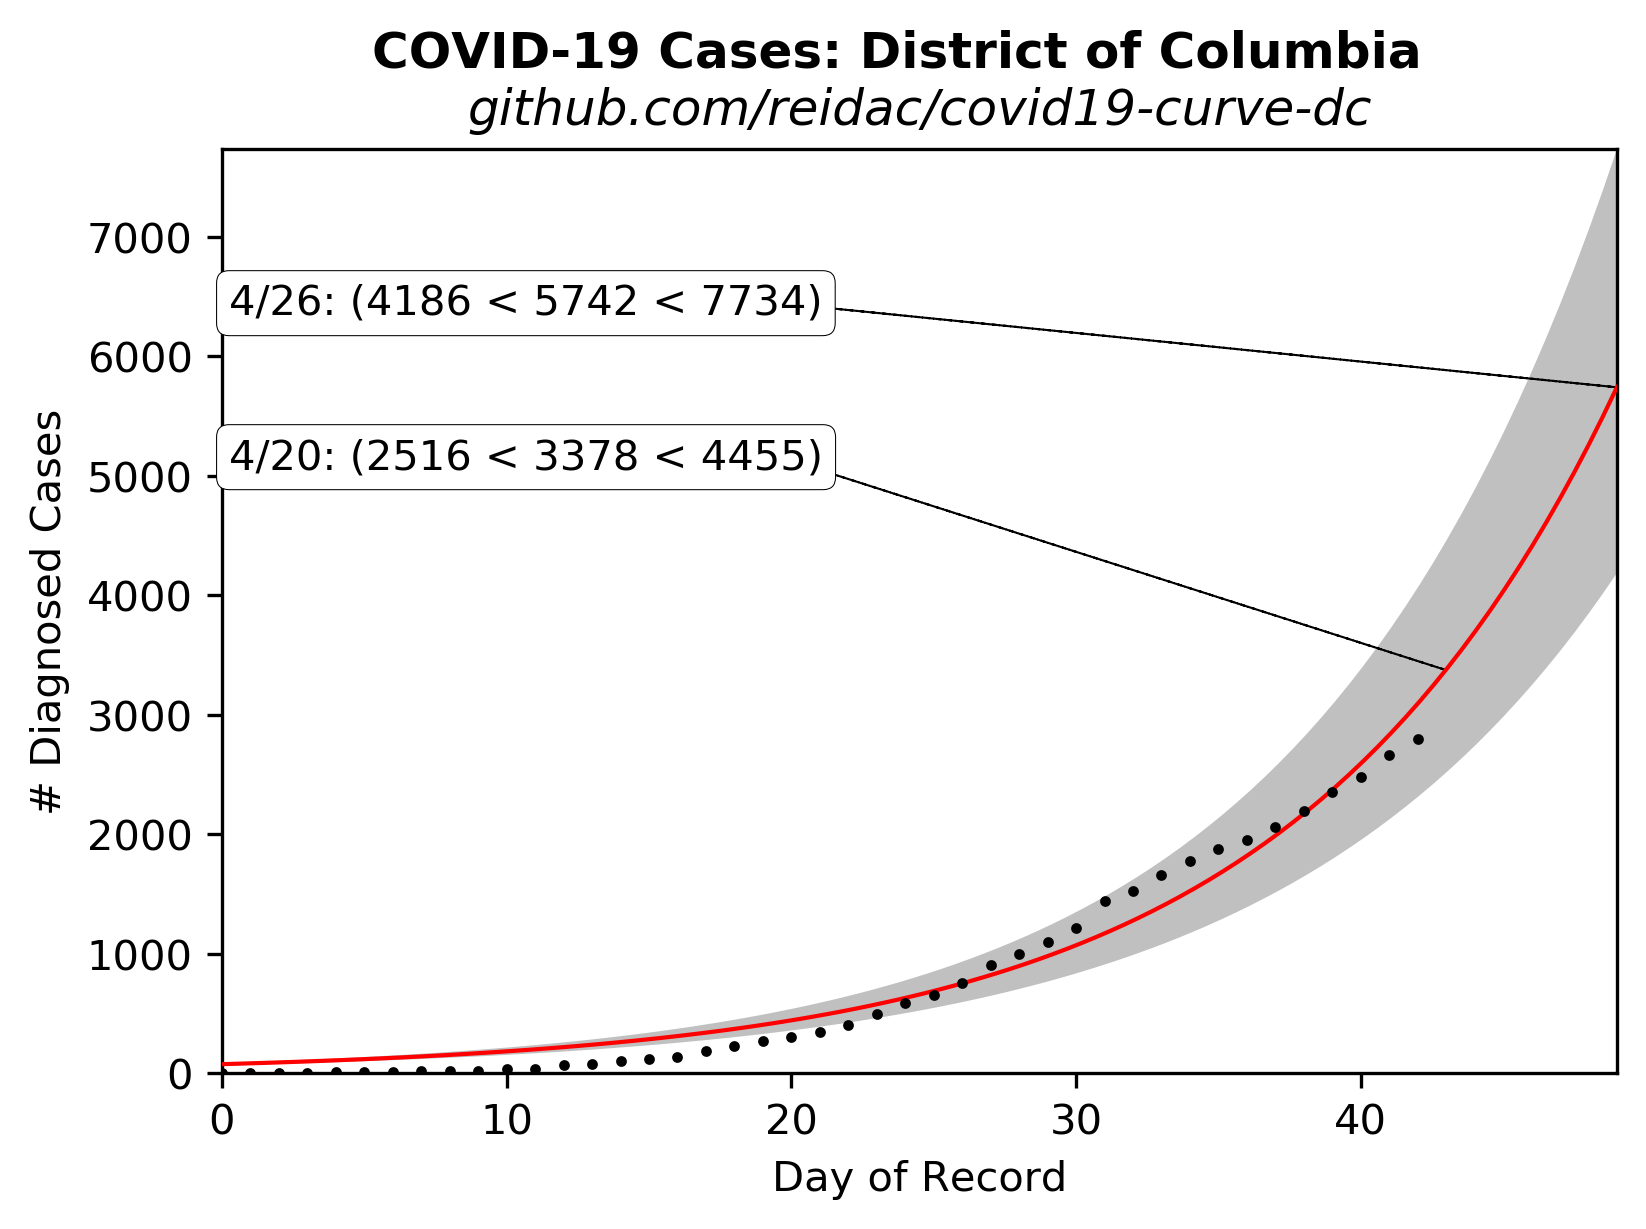 COVID-19 Cases: District of Columbia
github.com/reidac/covid19-curve-dc
7000
4/26: (4186 < 5742 < 7734)
6000
4/20: (2516 < 3378 < 4455)
5000
4000
3000
2000
1000
0
# Diagnosed Cases
0 10 20 30 40
Day of Record